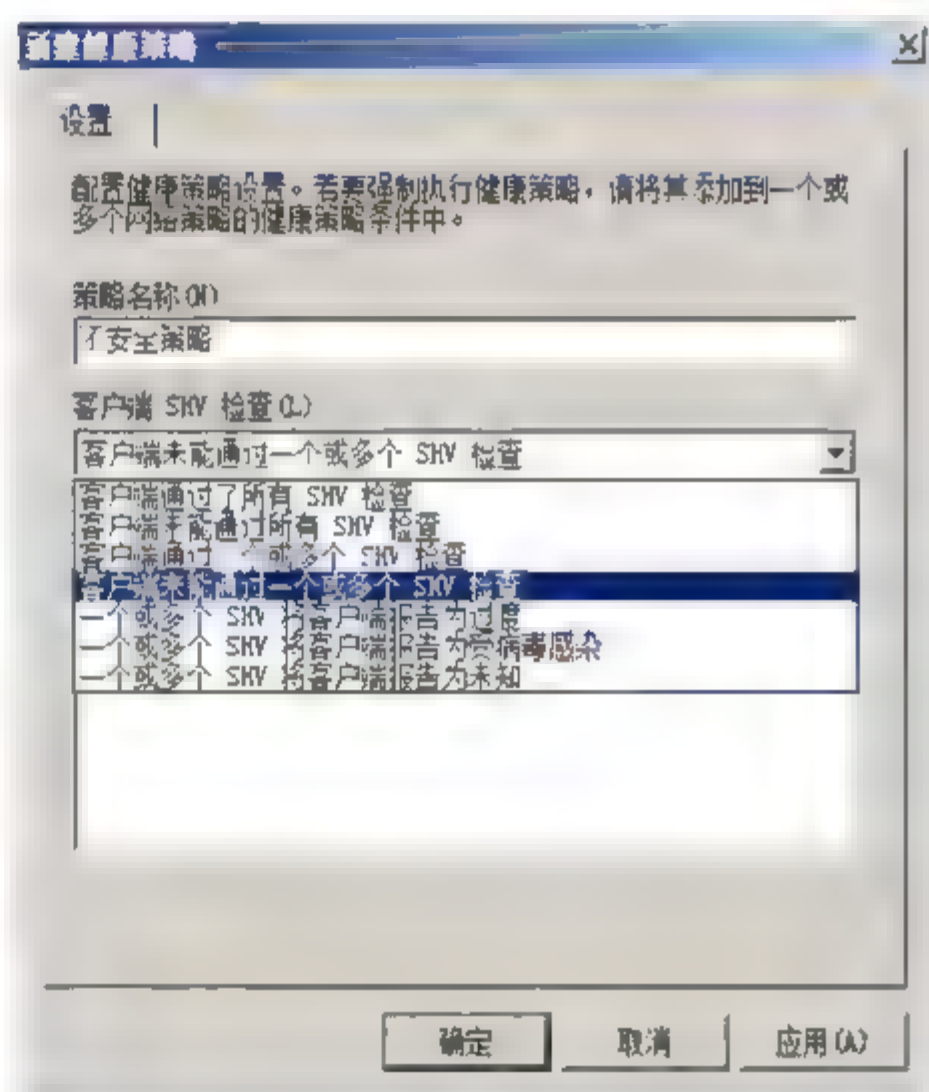 新建健康策略
设置
配置健康策略设置。若要强制执行健康策略，请将其添加到一个或
多个网络策略的健康策略条件中。
策略名称(N)
不安全策略
客户端 SHV 检查(L)
客户端未能通过一个或多个 SHV 检查
客户端通过了所有 SHV 检查
客户端未能通过所有 SHV 检查
客户端通过一个或多个 SHV 检查
客户端未能通过一个或多个 SHV 检查
一个或多个 SHV 将客户端报告为过度
一个或多个 SHV 将客户端报告为受病毒感染
一个或多个 SHV 将客户端报告为未知
确定
取消
应用(A)